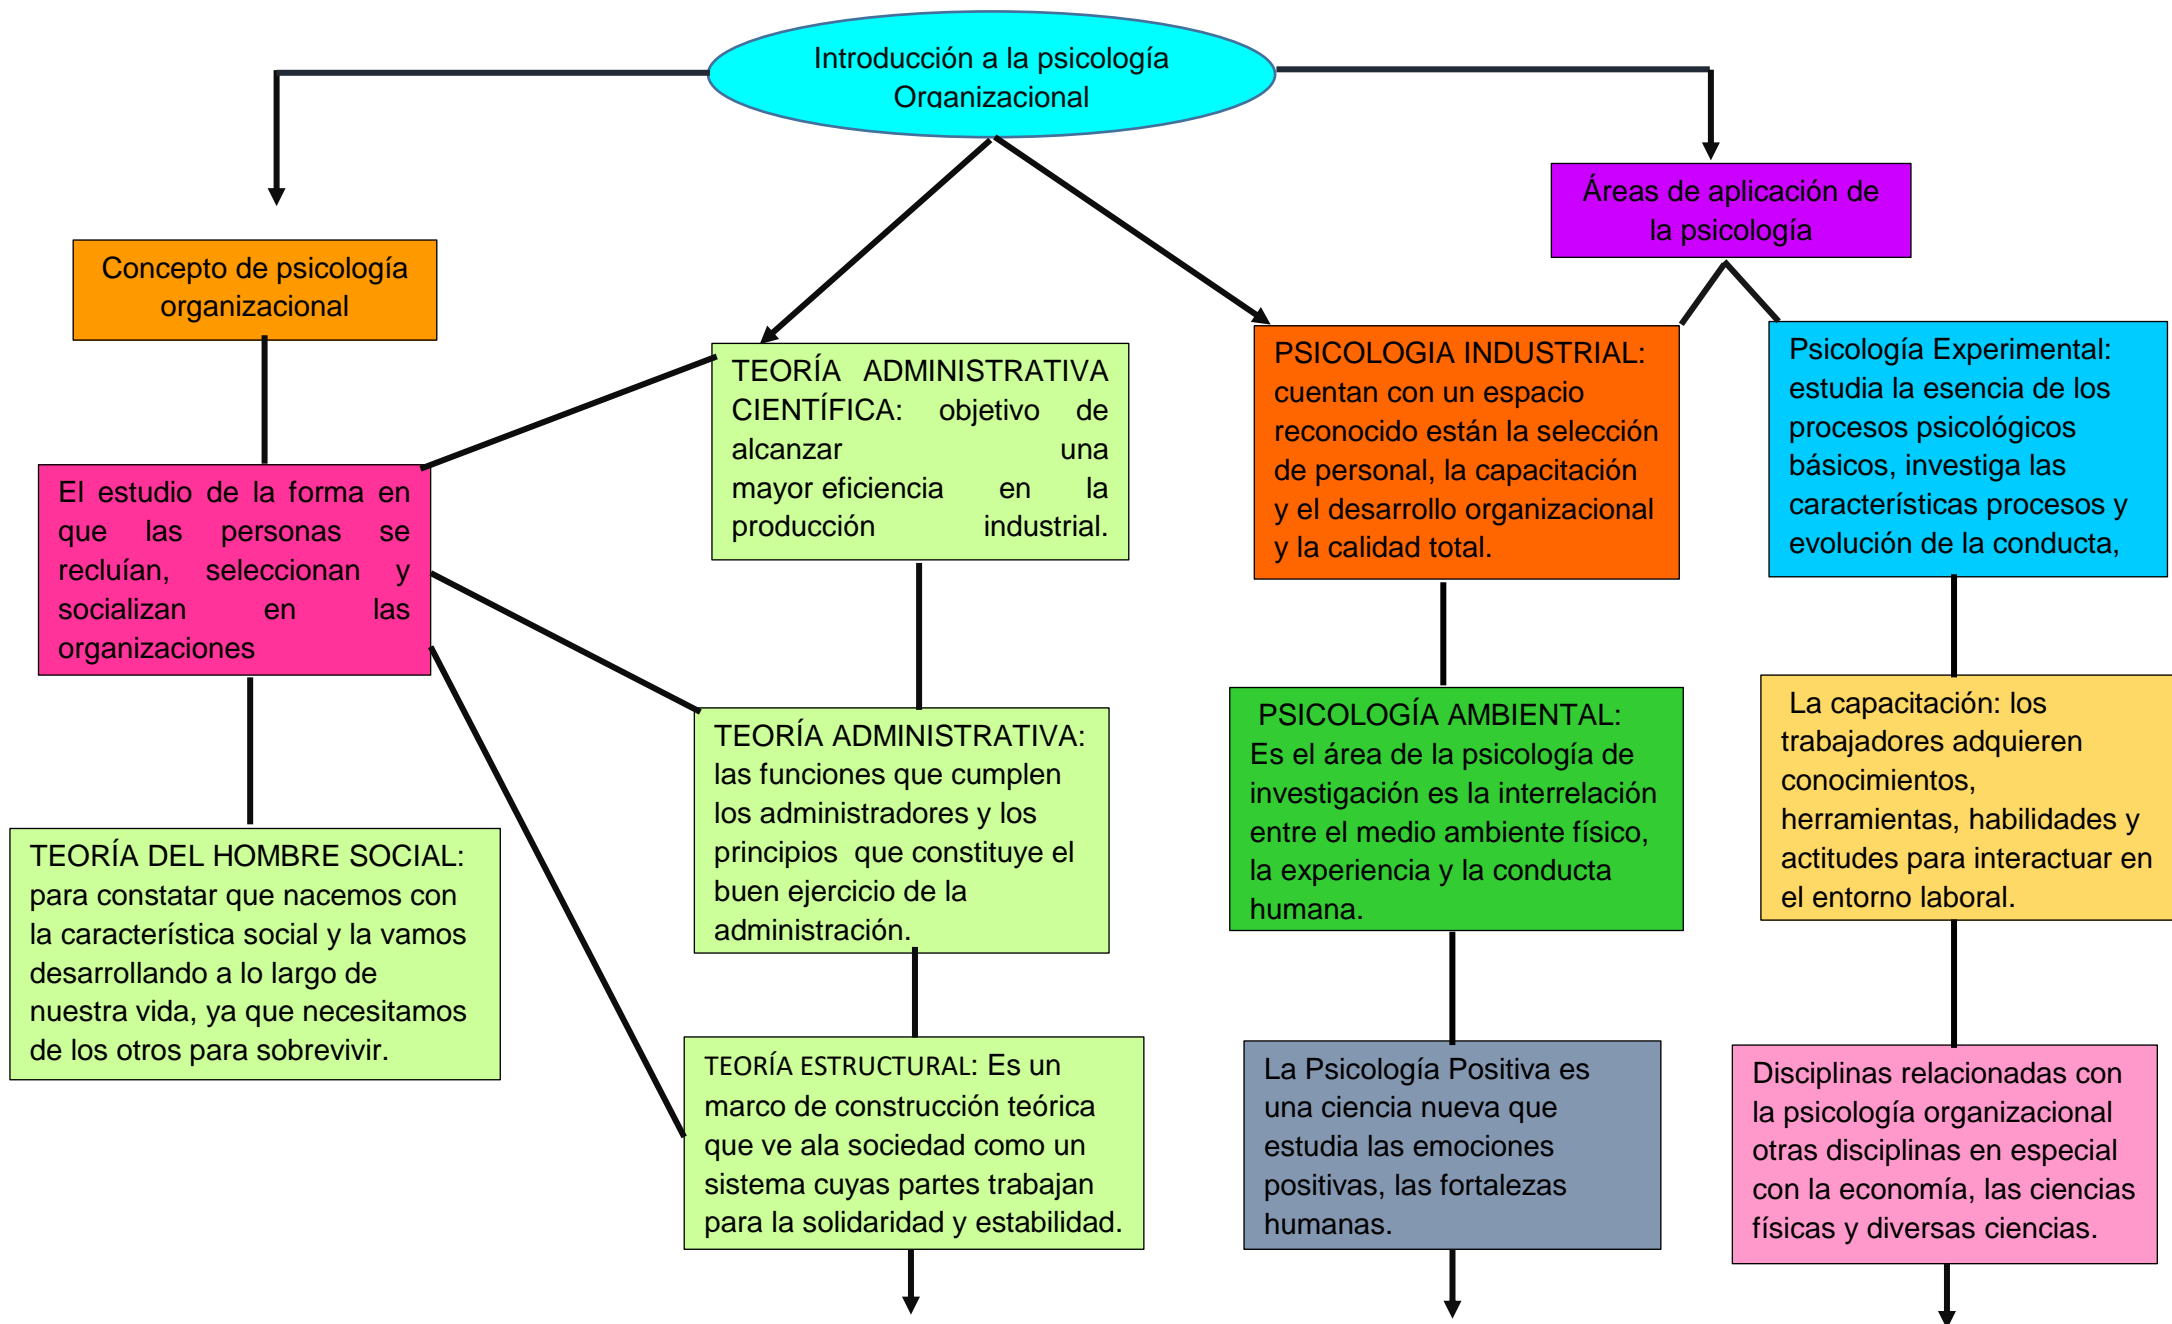 Introducción a la psicología
Organizacional
Áreas de aplicación de
la psicología
Concepto de psicología
organizacional
El estudio de la forma en
que las personas se
recluían, seleccionan y
socializan en las
organizaciones
TEORÍA DEL HOMBRE SOCIAL:
para constatar que nacemos con
la característica social y la vamos
desarrollando a lo largo de
nuestra vida, ya que necesitamos
de los otros para sobrevivir.
TEORÍA ADMINISTRATIVA
CIENTÍFICA: objetivo de
alcanzar una
mayor eficiencia en la
producción industrial.
TEORÍA ADMINISTRATIVA:
las funciones que cumplen
los administradores y los
principios que constituye el
buen ejercicio de la
administración.
TEORÍA ESTRUCTURAL: Es un
marco de construcción teórica
que ve ala sociedad como un
sistema cuyas partes trabajan
para la solidaridad y estabilidad.
PSICOLOGIA INDUSTRIAL:
cuentan con un espacio
reconocido están la selección
de personal, la capacitación
y el desarrollo organizacional
y la calidad total.
PSICOLOGÍA AMBIENTAL:
Es el área de la psicología de
investigación es la interrelación
entre el medio ambiente físico,
la experiencia y la conducta
humana.
La Psicología Positiva es
una ciencia nueva que
estudia las emociones
positivas, las fortalezas
humanas.
Psicología Experimental:
estudia la esencia de los
procesos psicológicos
básicos, investiga las
características procesos y
evolución de la conducta,
La capacitación: los
trabajadores adquieren
conocimientos,
herramientas, habilidades y
actitudes para interactuar en
el entorno laboral.
Disciplinas relacionadas con
la psicología organizacional
otras disciplinas en especial
con la economía, las ciencias
físicas y diversas ciencias.